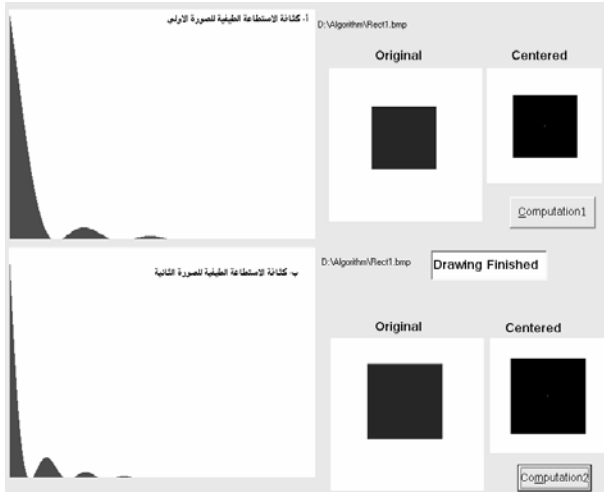 أ- كثافة الاستطاعة الطيفية للصورة الاولى
D:\Algorithm\Rect1.bmp
Original
Centered
Computation1
ب- كثافة الاستطاعة الطيفية للصورة الثانية
D:\Algorithm\Rect1.bmp
Drawing Finished
Original
Centered
Computation2